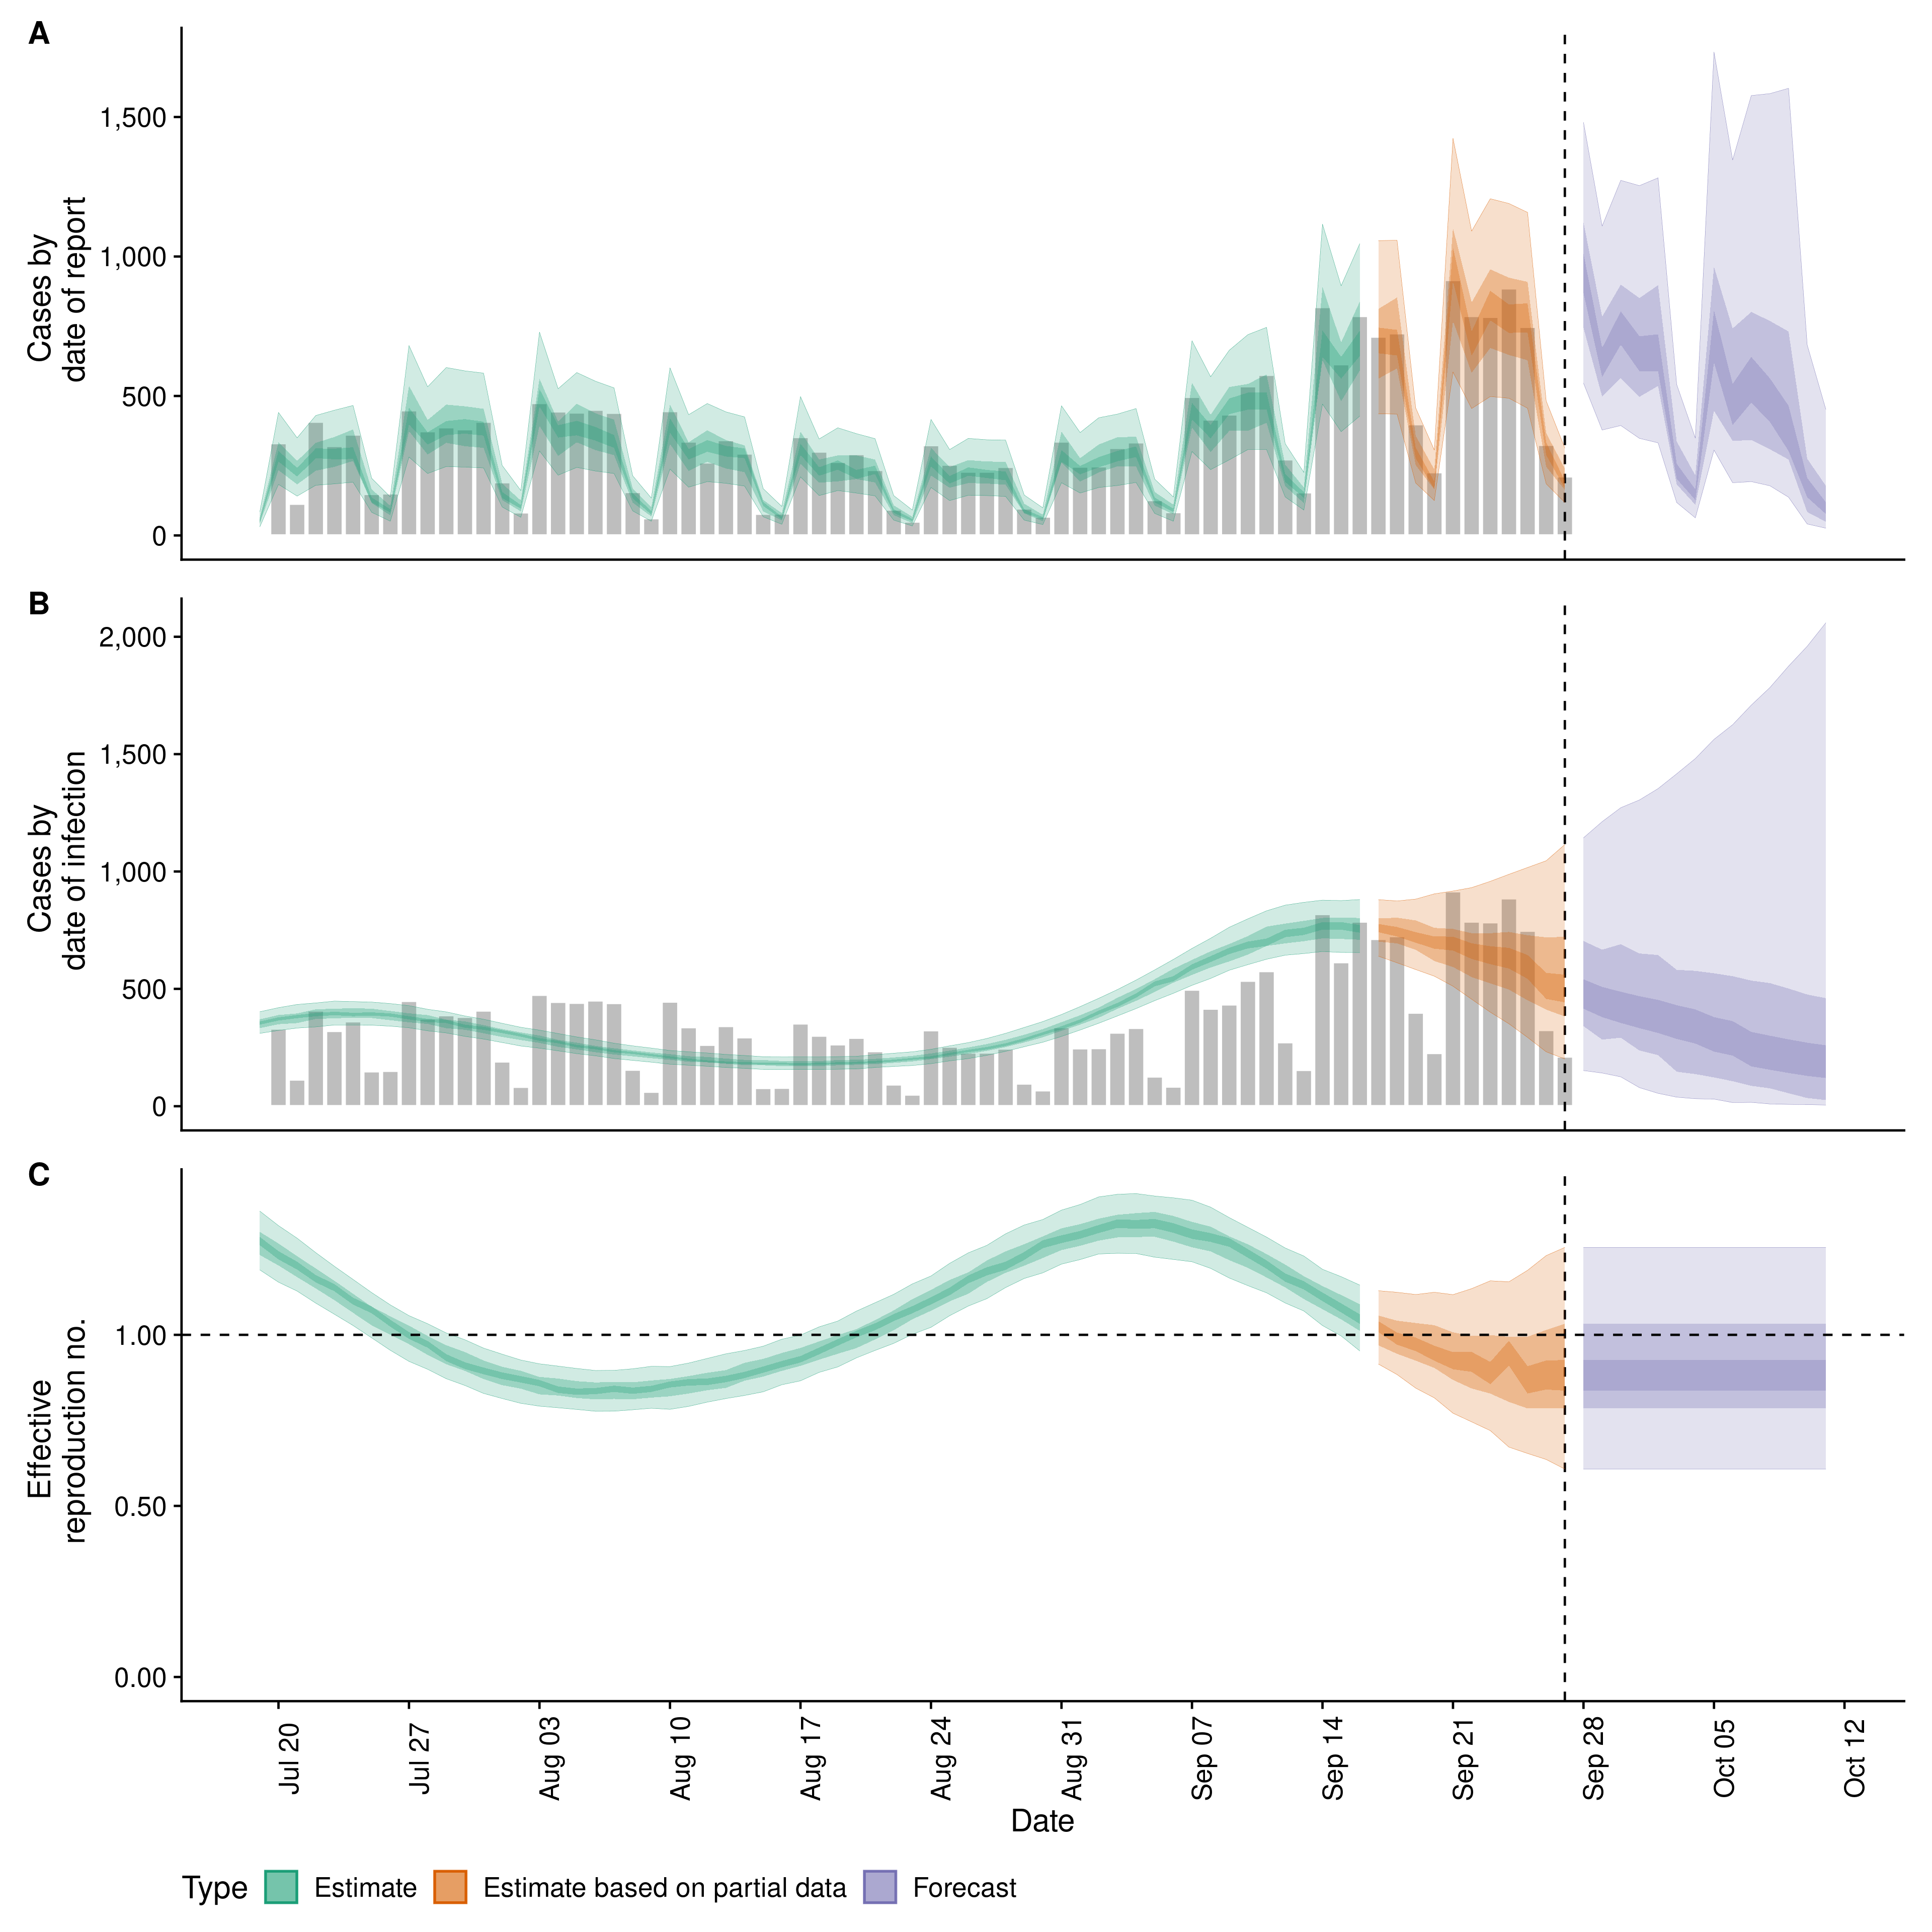 A
Cases by
date of report
1,500
1,000
500
0
B
Cases by
date of infection
2,000
1,500
1,000
500
0
C
Effective
reproduction no.
1.00
0.50
0.00
Jul 20
Jul 27
Aug 03
Aug 10
Aug 17
Aug 24
Aug 31
Sep 07
Sep 14
Sep 21
Sep 28
Oct 05
Oct 12
Date
Type Estimate Estimate based on partial data Forecast